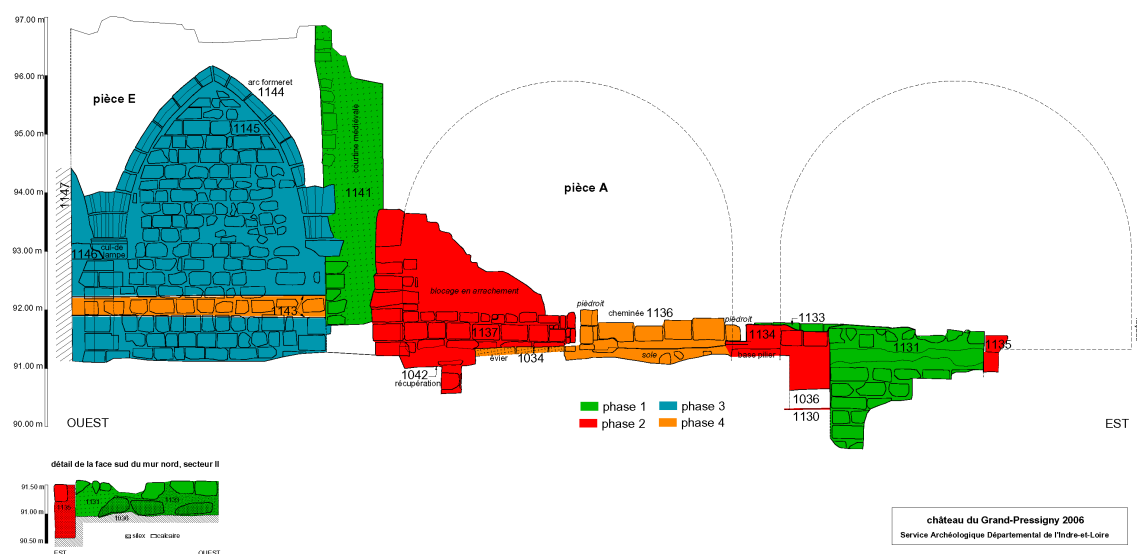 97.00 m
96.00 m
95.00 m
94.00 m
93.00 m
92.00 m
91.00 m
90.00 m
pièce E
arc formeret
1144
1145
courtine médiévale
1141
1147
1146
cul-de
lampe
1143
pièce A
blocage en arrachement
1137
1042
récupération
évier
1034
piédroit
cheminée 1136
piédroit
sole
1133
1134
base pilier
1131
1135
1036
1130
OUEST
EST
phase 1
phase 2
phase 3
phase 4
détail de la face sud du mur nord, secteur II
91.50 m
91.00 m
90.50 m
1036
silex
calcaire
EST
OUEST
château du Grand-Pressigny 2006
Service Archéologique Départemental de l'Indre-et-Loire